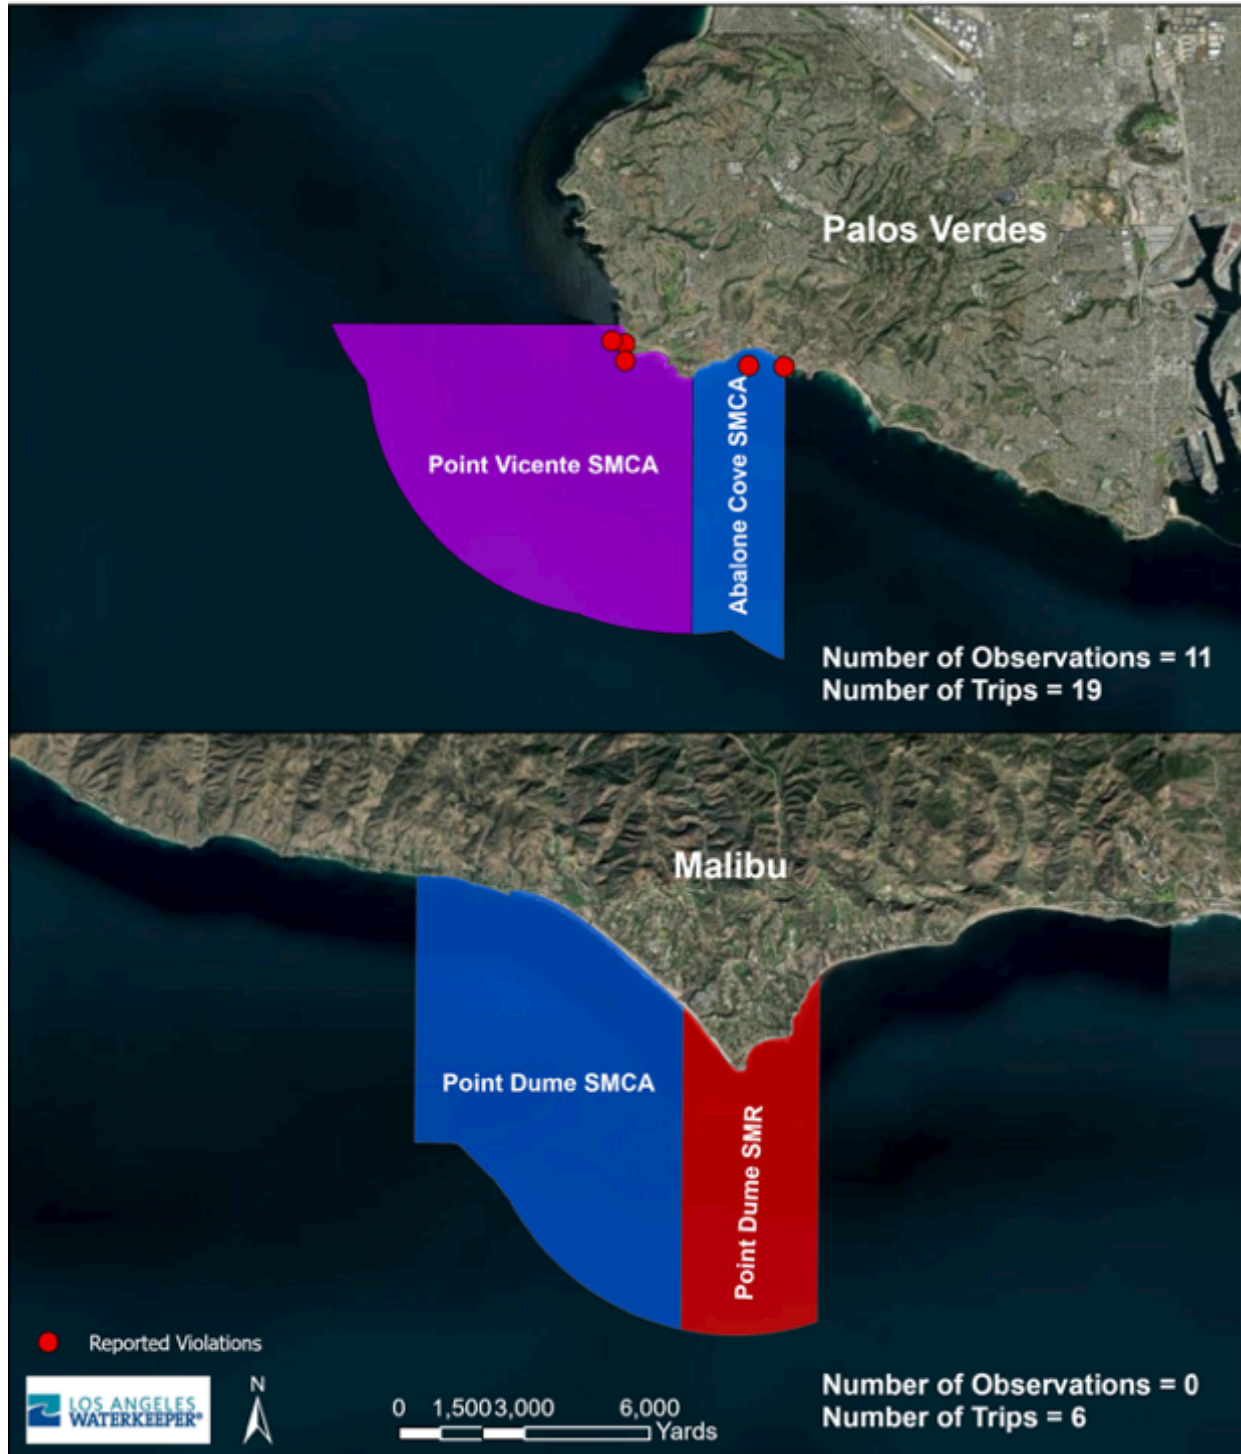 Palos Verdes
Point Vicente SMCA
Abalone Cove SMCA
Number of Observations = 11
Number of Trips = 19
Malibu
Point Dume SMCA
Point Dume SMR
Reported Violations
LOS ANGELES
WATERKEEPER®
N
0 1,500 3,000 6,000
Yards
Number of Observations = 0
Number of Trips = 6